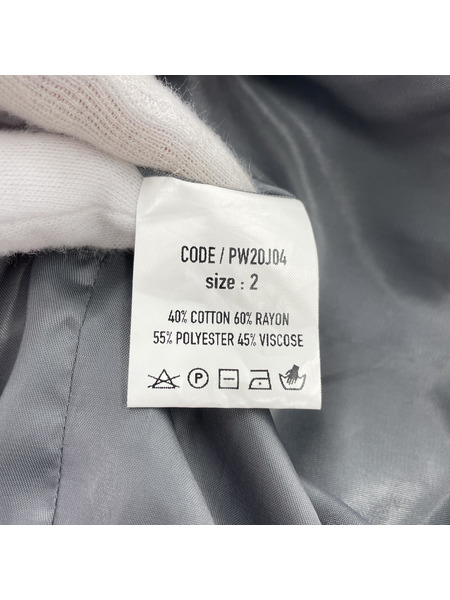 CODE / PW20J04
size : 2
40% COTTON 60% RAYON
55% POLYESTER 45% VISCOSE
P